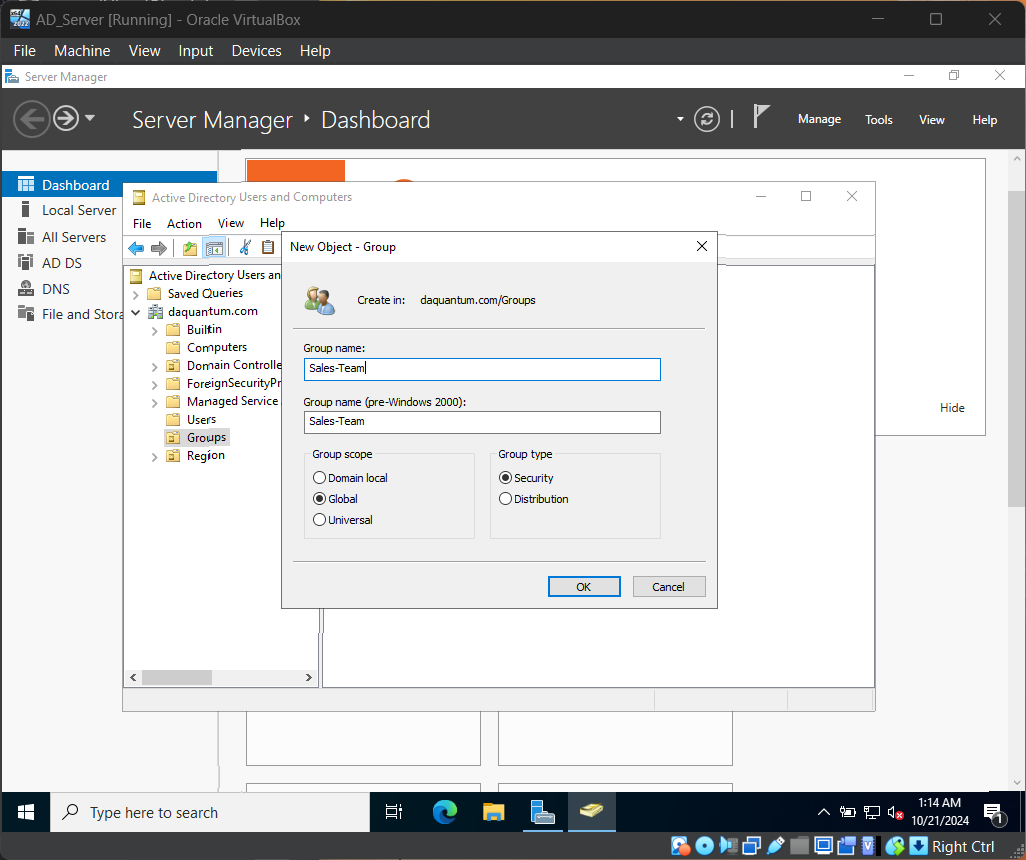 AD_Server [Running] - Oracle VirtualBox
File Machine View Input Devices Help
Server Manager
Server Manager ‣ Dashboard
Manage Tools View Help
Dashboard
Local Server
All Servers
AD DS
DNS
File and Stora
Hide
Active Directory Users and Computers
File Action View Help
Active Directory Users an
Saved Queries
daquantum.com
Builtin
Computers
Domain Controlle
ForeignSecurityPr
Managed Service
Users
Groups
Region
New Object - Group
Create in: daquantum.com/Groups
Group name:
Sales-Team
Group name (pre-Windows 2000):
Sales-Team
Group scope
Domain local
Global
Universal
Group type
Security
Distribution
OK Cancel
Type here to search
1:14 AM
10/21/2024
1
Right Ctrl